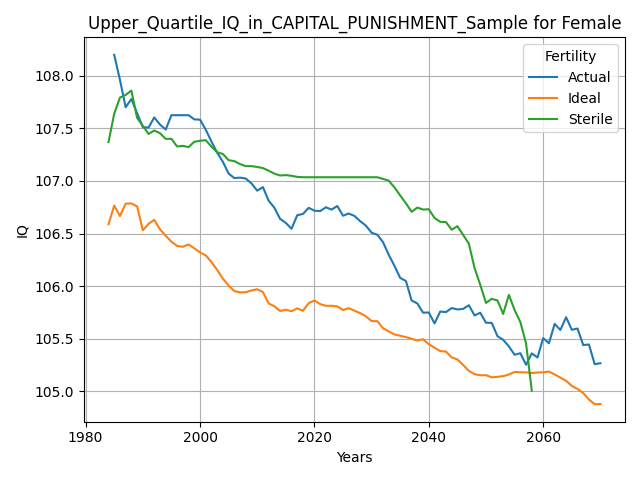 Upper_Quartile_IQ_in_CAPITAL_PUNISHMENT_Sample for Female
Fertility
Actual
Ideal
Sterile
IQ
108.0
107.5
107.0
106.5
106.0
105.5
105.0
1980 2000 2020 2040 2060
Years